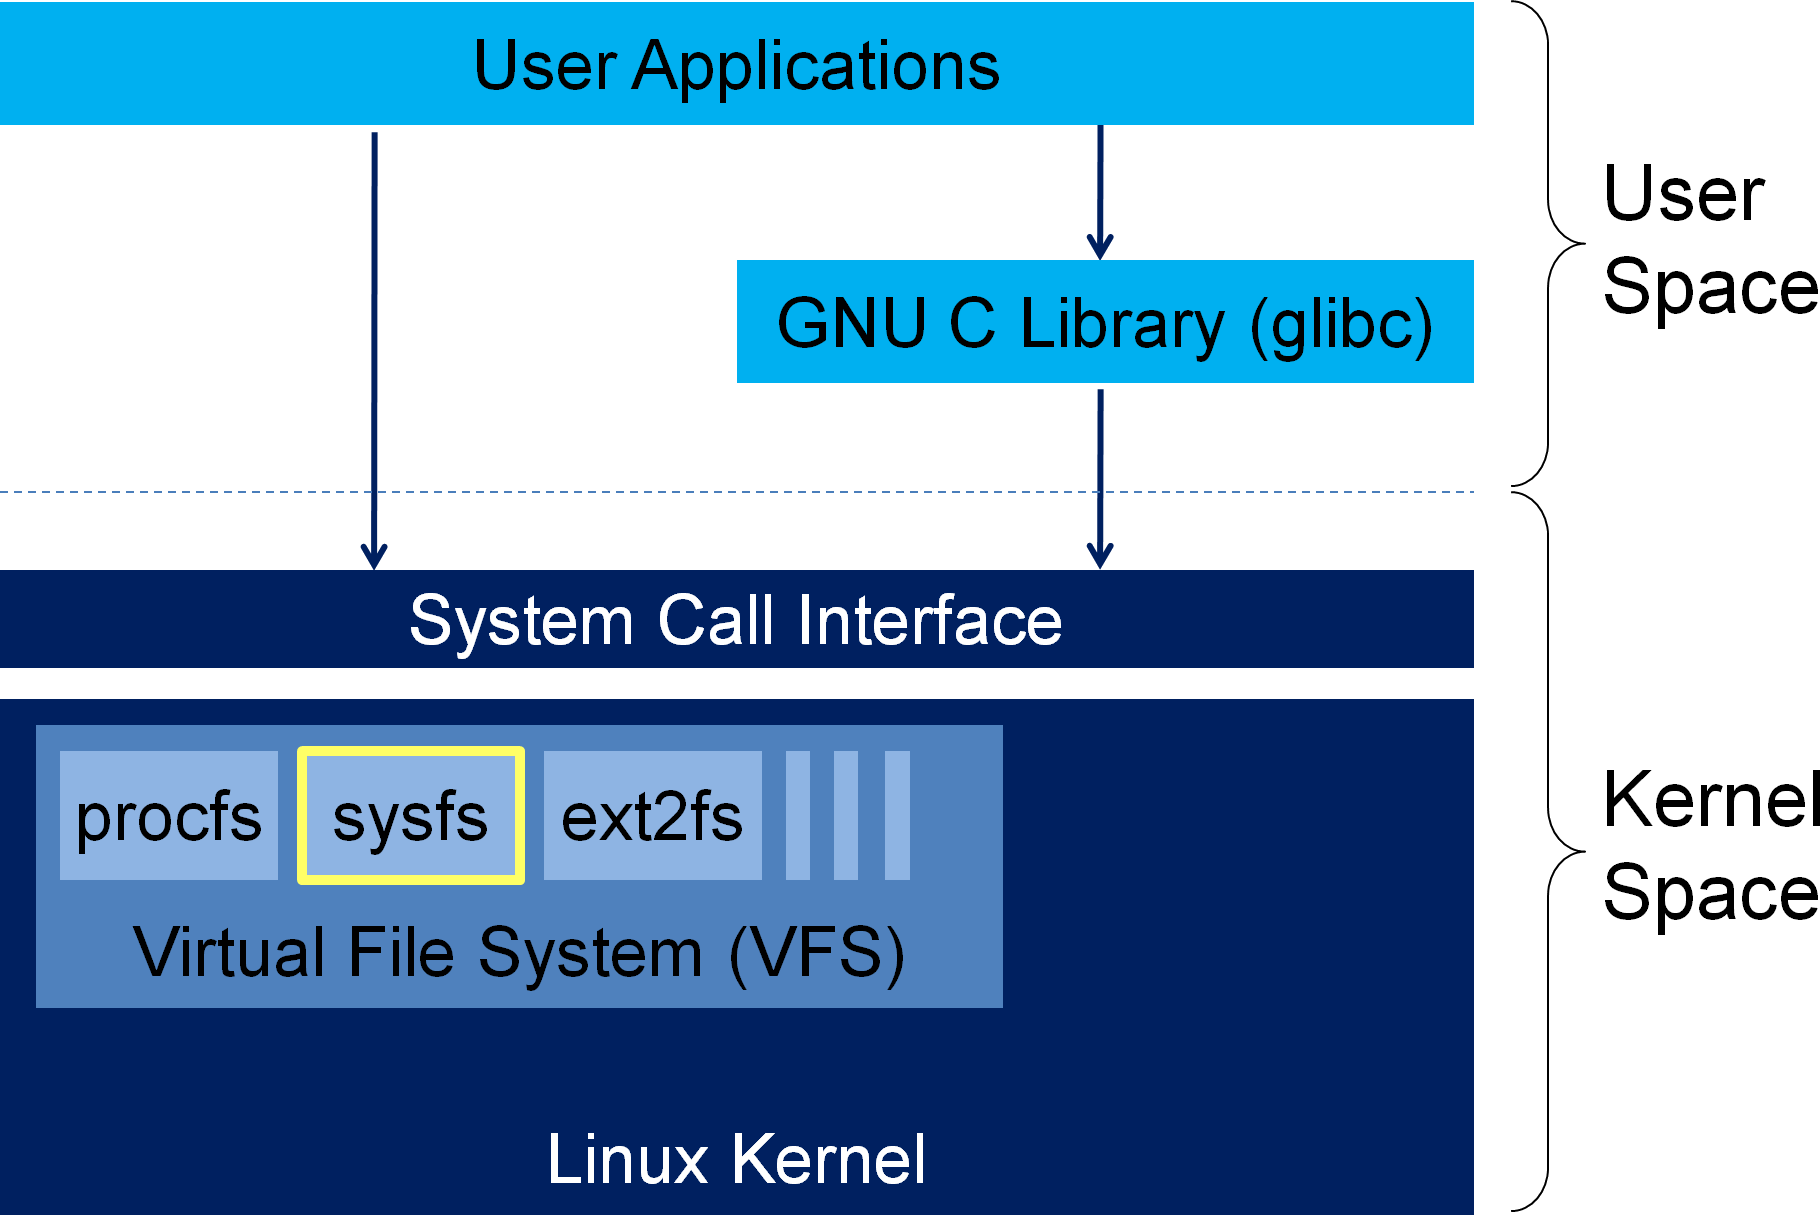 User Applications
User
Space
GNU C Library (glibc)
System Call Interface
procfs
sysfs
ext2fs
Virtual File System (VFS)
Kernel
Space
Linux Kernel